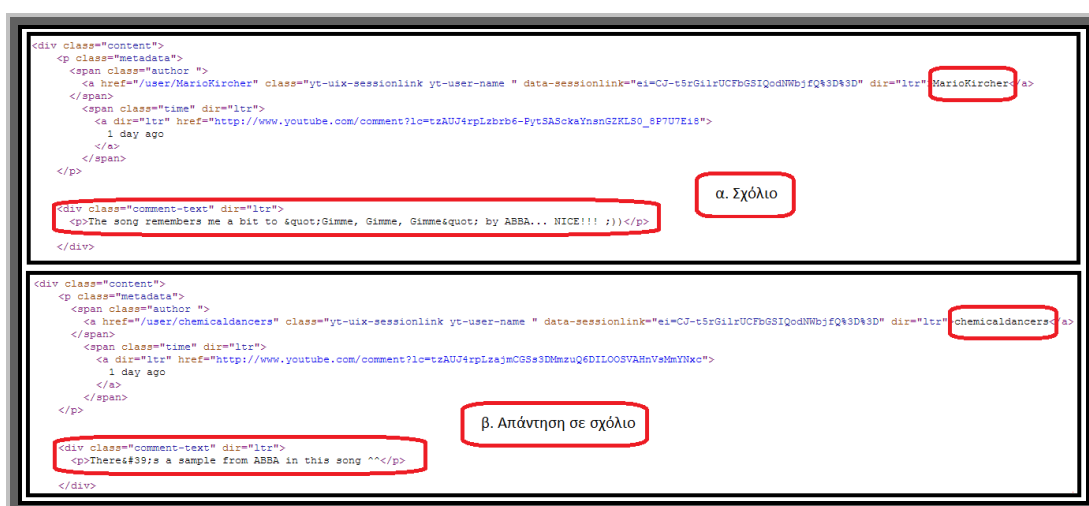 <div class="content">
<p class="metadata">
<span class="author ">
<a href="/user/MarioKircher" class="yt-uix-sessionlink yt-user-name " data-sessionlink="ei=CJ-t5rGilrUCFbGSIQodNWbjfQ%3D%3D" dir="ltr">MarioKircher</a>
</span>
<span class="time" dir="ltr">
<a dir="ltr" href="http://www.youtube.com/comment?lc=tzAUJ4rpLzbrb6-PytSASckaYnsnGZKLS0_8P7U7Ei8">
1 day ago
</a>
</span>
</p>
α. Σχόλιο
<div class="comment-text" dir="ltr">
<p>The song remembers me a bit to &quot;Gimme, Gimme, Gimme&quot; by ABBA... NICE!!! ;))</p>
</div>
<div class="content">
<p class="metadata">
<span class="author ">
<a href="/user/chemicaldancers" class="yt-uix-sessionlink yt-user-name " data-sessionlink="ei=CJ-t5rGilrUCFbGSIQodNWbjfQ%3D%3D" dir="ltr">chemicaldancers</a>
</span>
<span class="time" dir="ltr">
<a dir="ltr" href="http://www.youtube.com/comment?lc=tzAUJ4rpLzajmCGSs3DMmzuQ6DILOOSVAHnVsMmYNxc">
1 day ago
</a>
</span>
</p>
β. Απάντηση σε σχόλιο
<div class="comment-text" dir="ltr">
<p>There&#39;s a sample from ABBA in this song ^^</p>
</div>